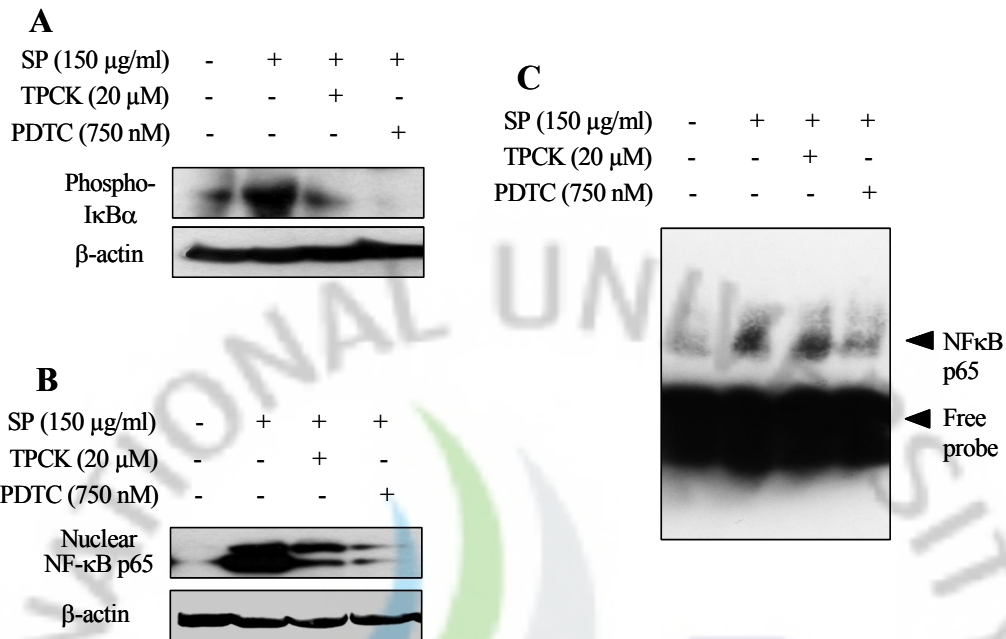 A
SP (150 μg/ml) - + + +
TPCK (20 μM) - - + -
PDTC (750 nM) - - - +
Phospho-
IκBα
β-actin
B
SP (150 μg/ml) - + + +
TPCK (20 μM) - - + -
PDTC (750 nM) - - - +
Nuclear
NF-κB p65
β-actin
C
SP (150 μg/ml) - + + +
TPCK (20 μM) - - + -
PDTC (750 nM) - - - +
NFκB
p65
Free
probe
NATIONAL UNIVERSIT